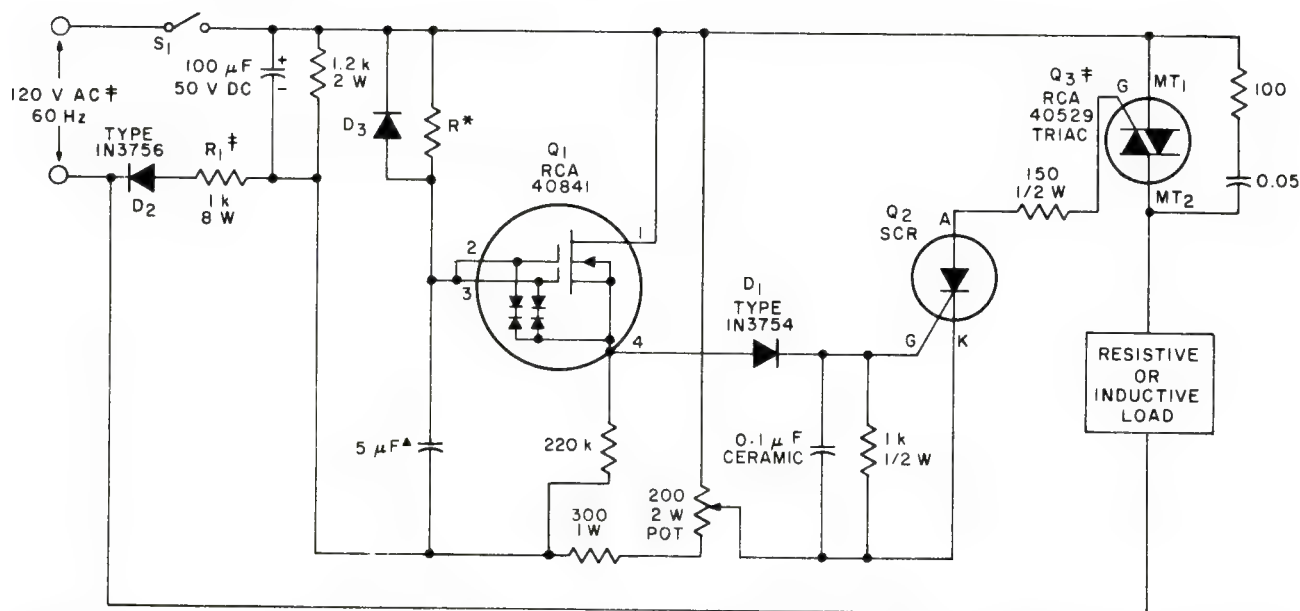 S1
120 V AC‡
60 Hz
100 μF
50 V DC
+
−
1.2 k
2 W
TYPE
1N3756
D2
R1‡
1 k
8 W
D3
R*
Q1
RCA
40841
1
2
3
4
5 μF▲
220 k
300
1 W
200
2 W
POT
D1
TYPE
1N3754
0.1 μF
CERAMIC
1 k
1/2 W
Q2
SCR
A
G
K
150
1/2 W
Q3‡
RCA
40529
TRIAC
G
MT1
MT2
100
0.05
RESISTIVE
OR
INDUCTIVE
LOAD